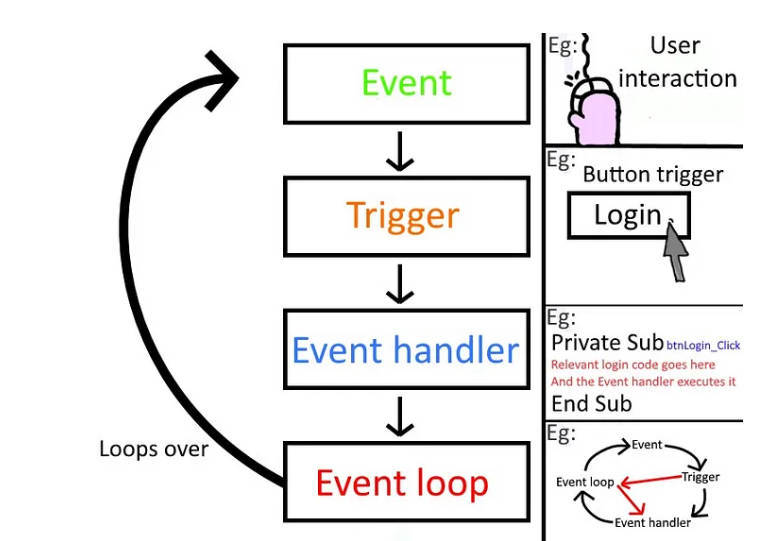 Event
Trigger
Event handler
Event loop
Loops over
Eg:
User
interaction
Eg:
Button trigger
Login
Eg:
Private Sub btnLogin_Click
Relevant login code goes here
And the Event handler executes it
End Sub
Eg:
Event
Trigger
Event loop
Event handler